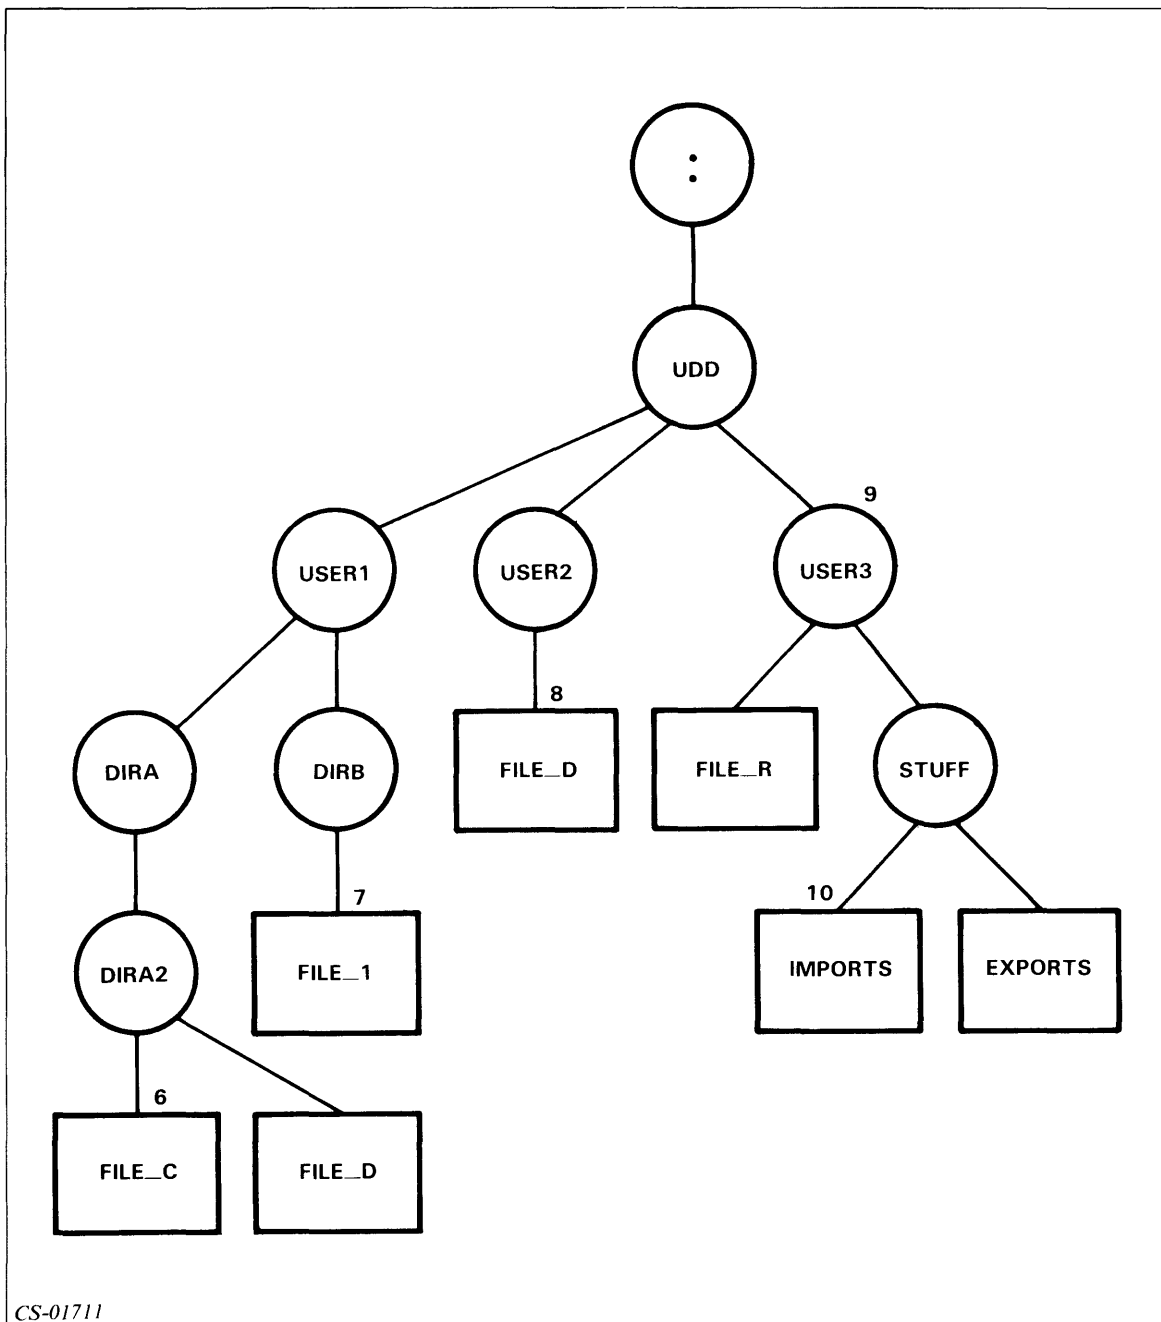 :
UDD
9
USER1
USER2
USER3
8
DIRA
DIRB
FILE_D
FILE_R
STUFF
7
10
DIRA2
FILE_1
IMPORTS
EXPORTS
6
FILE_C
FILE_D
CS-01711